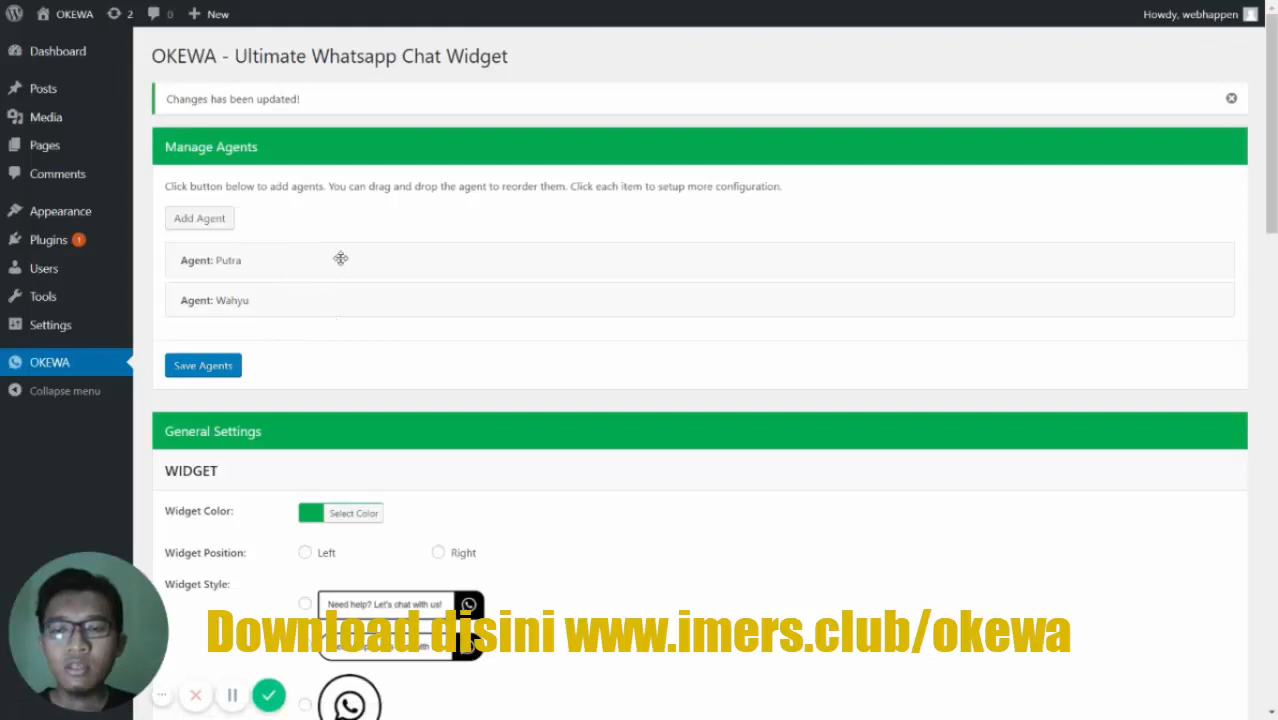 OKEWA 2 0 New
Howdy, webhappen
Dashboard
Posts
Media
Pages
Comments
Appearance
Plugins 1
Users
Tools
Settings
OKEWA
Collapse menu
OKEWA - Ultimate Whatsapp Chat Widget
Changes has been updated!
Manage Agents
Click button below to add agents. You can drag and drop the agent to reorder them. Click each item to setup more configuration.
Add Agent
Agent: Putra
Agent: Wahyu
Save Agents
General Settings
WIDGET
Widget Color: Select Color
Widget Position: Left Right
Widget Style:
Need help? Let's chat with us!
Download disini www.imers.club/okewa